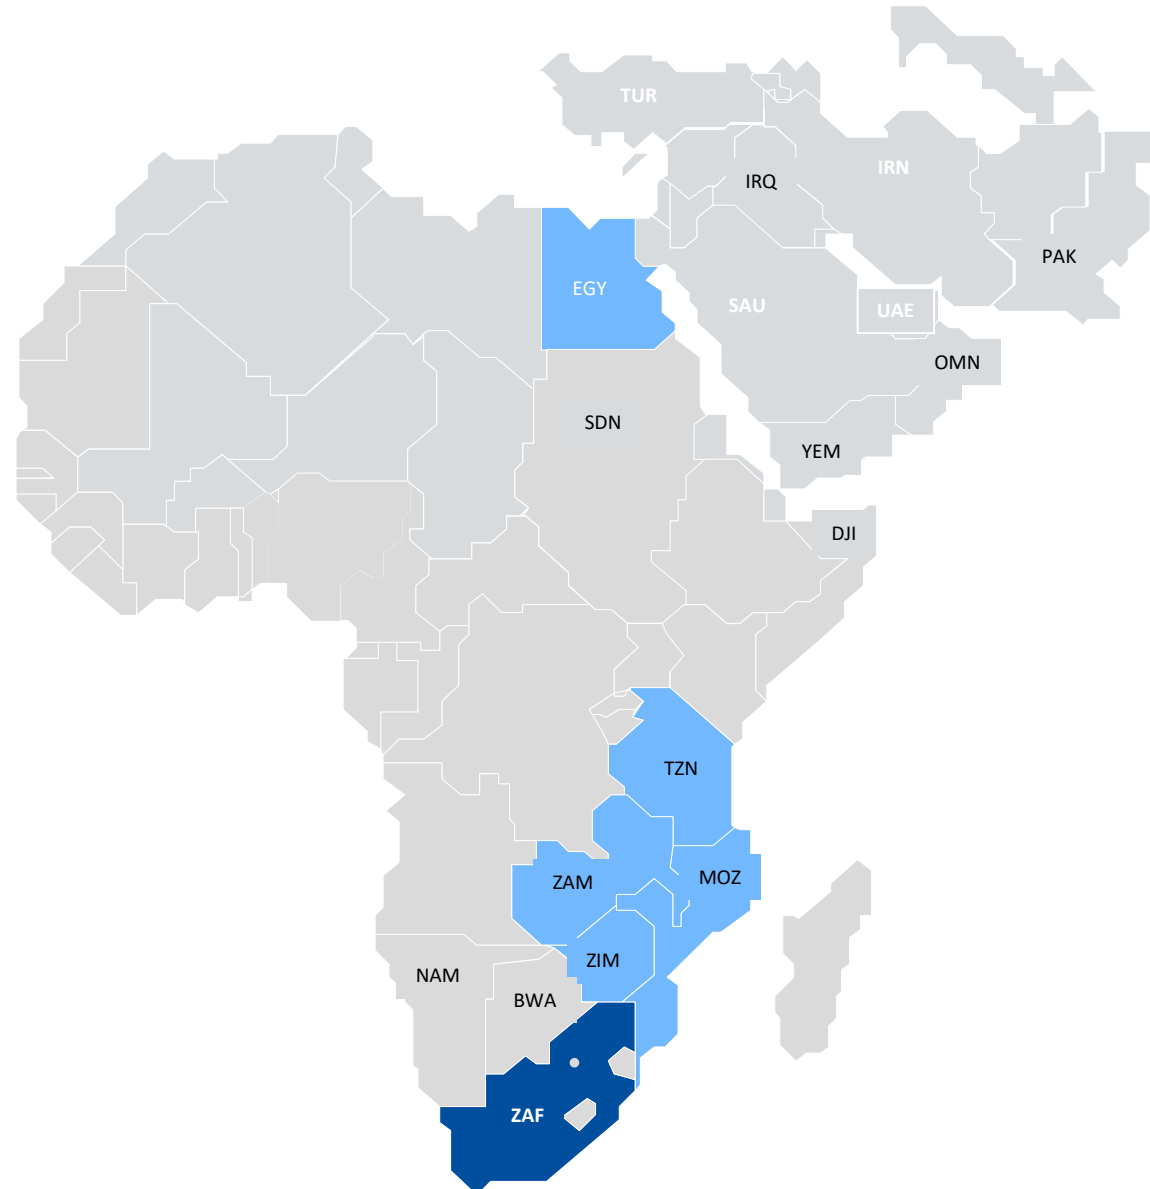 TUR
IRN
IRQ
PAK
EGY
SAU
UAE
OMN
SDN
YEM
DJI
TZN
ZAM
MOZ
ZIM
NAM
BWA
ZAF